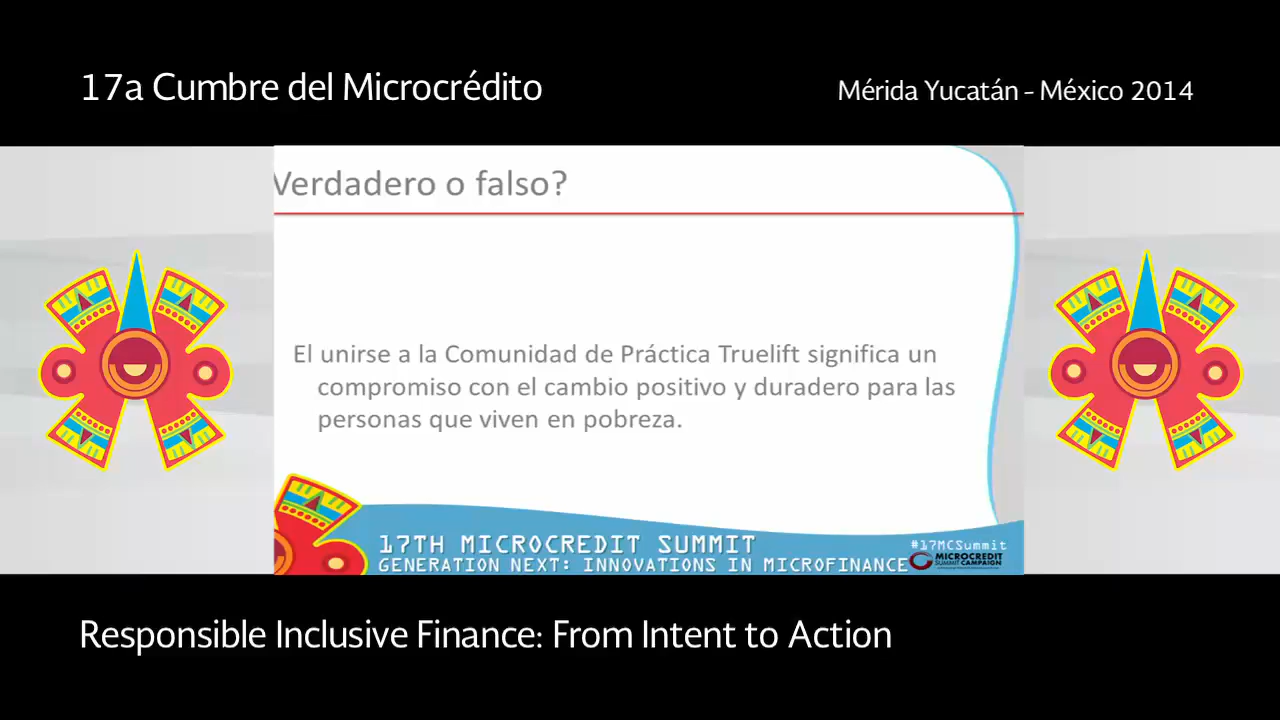 17a Cumbre del Microcrédito
Mérida Yucatán - México 2014
Verdadero o falso?
El unirse a la Comunidad de Práctica Truelift significa un
compromiso con el cambio positivo y duradero para las
personas que viven en pobreza.
17TH MICROCREDIT SUMMIT
GENERATION NEXT: INNOVATIONS IN MICROFINANCE
#17MCSummit
MICROCREDIT
SUMMIT CAMPAIGN
Responsible Inclusive Finance: From Intent to Action